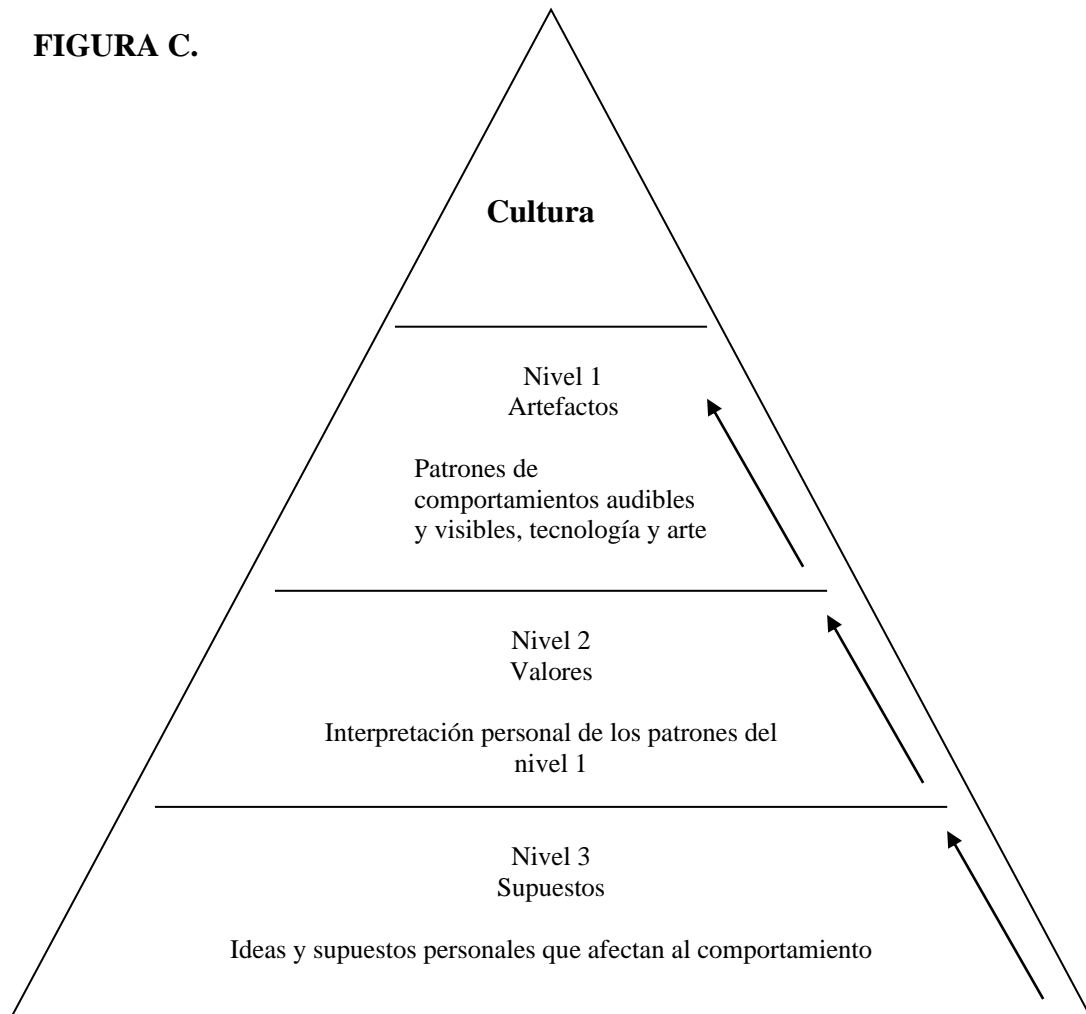 FIGURA C.
Cultura
Nivel 1
Artefactos
Patrones de
comportamientos audibles
y visibles, tecnología y arte
Nivel 2
Valores
Interpretación personal de los patrones del
nivel 1
Nivel 3
Supuestos
Ideas y supuestos personales que afectan al comportamiento